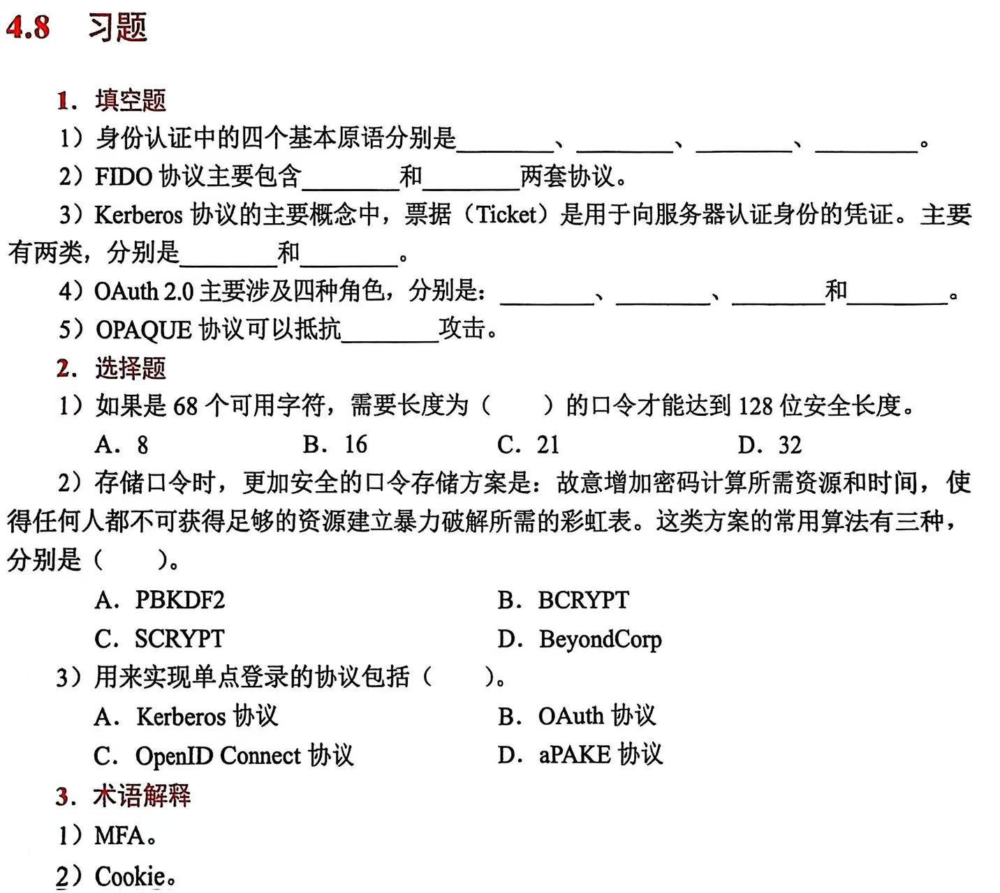 4.8 习题
1. 填空题
1）身份认证中的四个基本原语分别是________、________、________、________。
2）FIDO 协议主要包含________和________两套协议。
3）Kerberos 协议的主要概念中，票据（Ticket）是用于向服务器认证身份的凭证。主要
有两类，分别是________和________。
4）OAuth 2.0 主要涉及四种角色，分别是：________、________、________和________。
5）OPAQUE 协议可以抵抗________攻击。
2. 选择题
1）如果是 68 个可用字符，需要长度为（ ）的口令才能达到 128 位安全长度。
A. 8 B. 16 C. 21 D. 32
2）存储口令时，更加安全的口令存储方案是：故意增加密码计算所需资源和时间，使
得任何人都不可获得足够的资源建立暴力破解所需的彩虹表。这类方案的常用算法有三种，
分别是（ ）。
A. PBKDF2 B. BCRYPT
C. SCRYPT D. BeyondCorp
3）用来实现单点登录的协议包括（ ）。
A. Kerberos 协议 B. OAuth 协议
C. OpenID Connect 协议 D. aPAKE 协议
3. 术语解释
1）MFA。
2）Cookie。